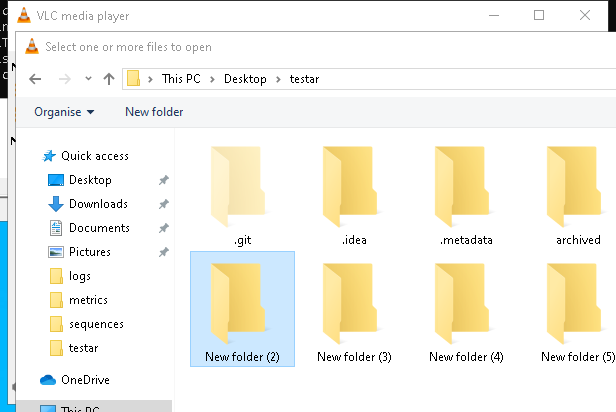 VLC media player
Select one or more files to open
This PC > Desktop > testar
Organise New folder
Quick access
Desktop
Downloads
Documents
Pictures
logs
metrics
sequences
testar
OneDrive
This PC
.git .idea .metadata archived
New folder (2) New folder (3) New folder (4) New folder (5)